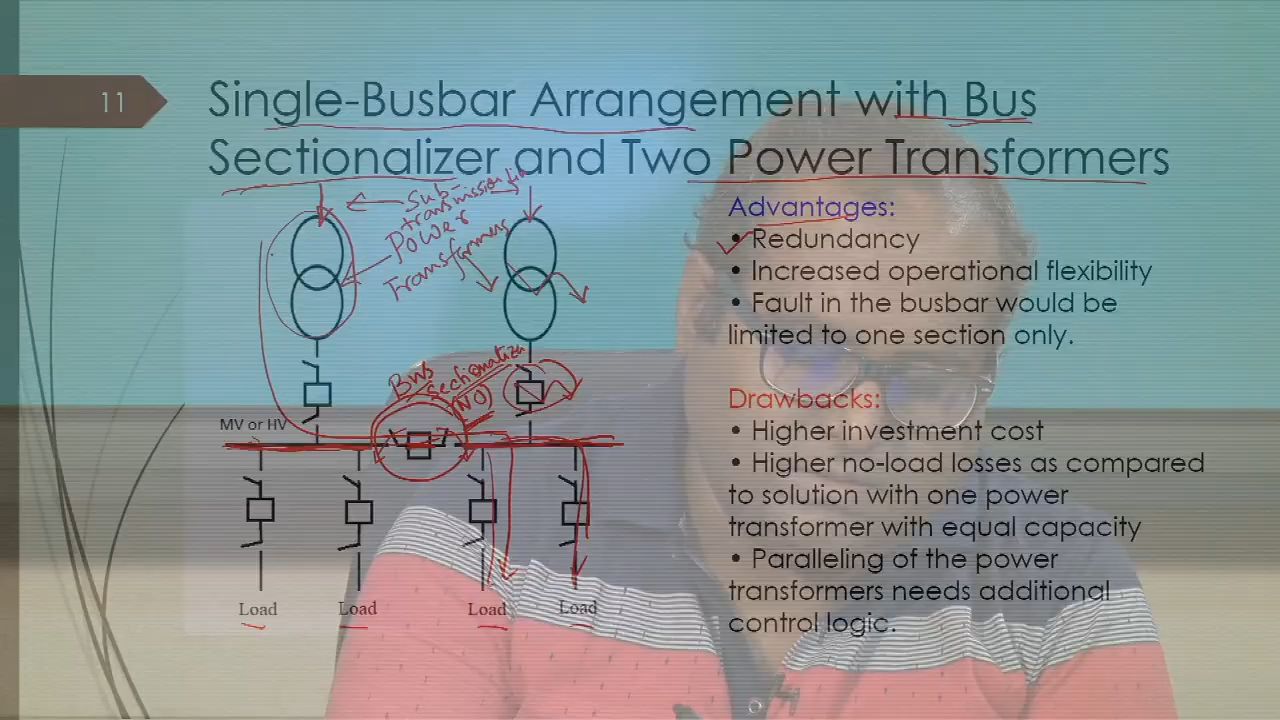 11
Single-Busbar Arrangement with Bus
Sectionalizer and Two Power Transformers
Sub-
transmission
Power
Transformers
Bus
(NO)
MV or HV
Load
Load
Load
Load
Advantages:
• Redundancy
• Increased operational flexibility
• Fault in the busbar would be
limited to one section only.
Drawbacks:
• Higher investment cost
• Higher no-load losses as compared
to solution with one power
transformer with equal capacity
• Paralleling of the power
transformers needs additional
control logic.